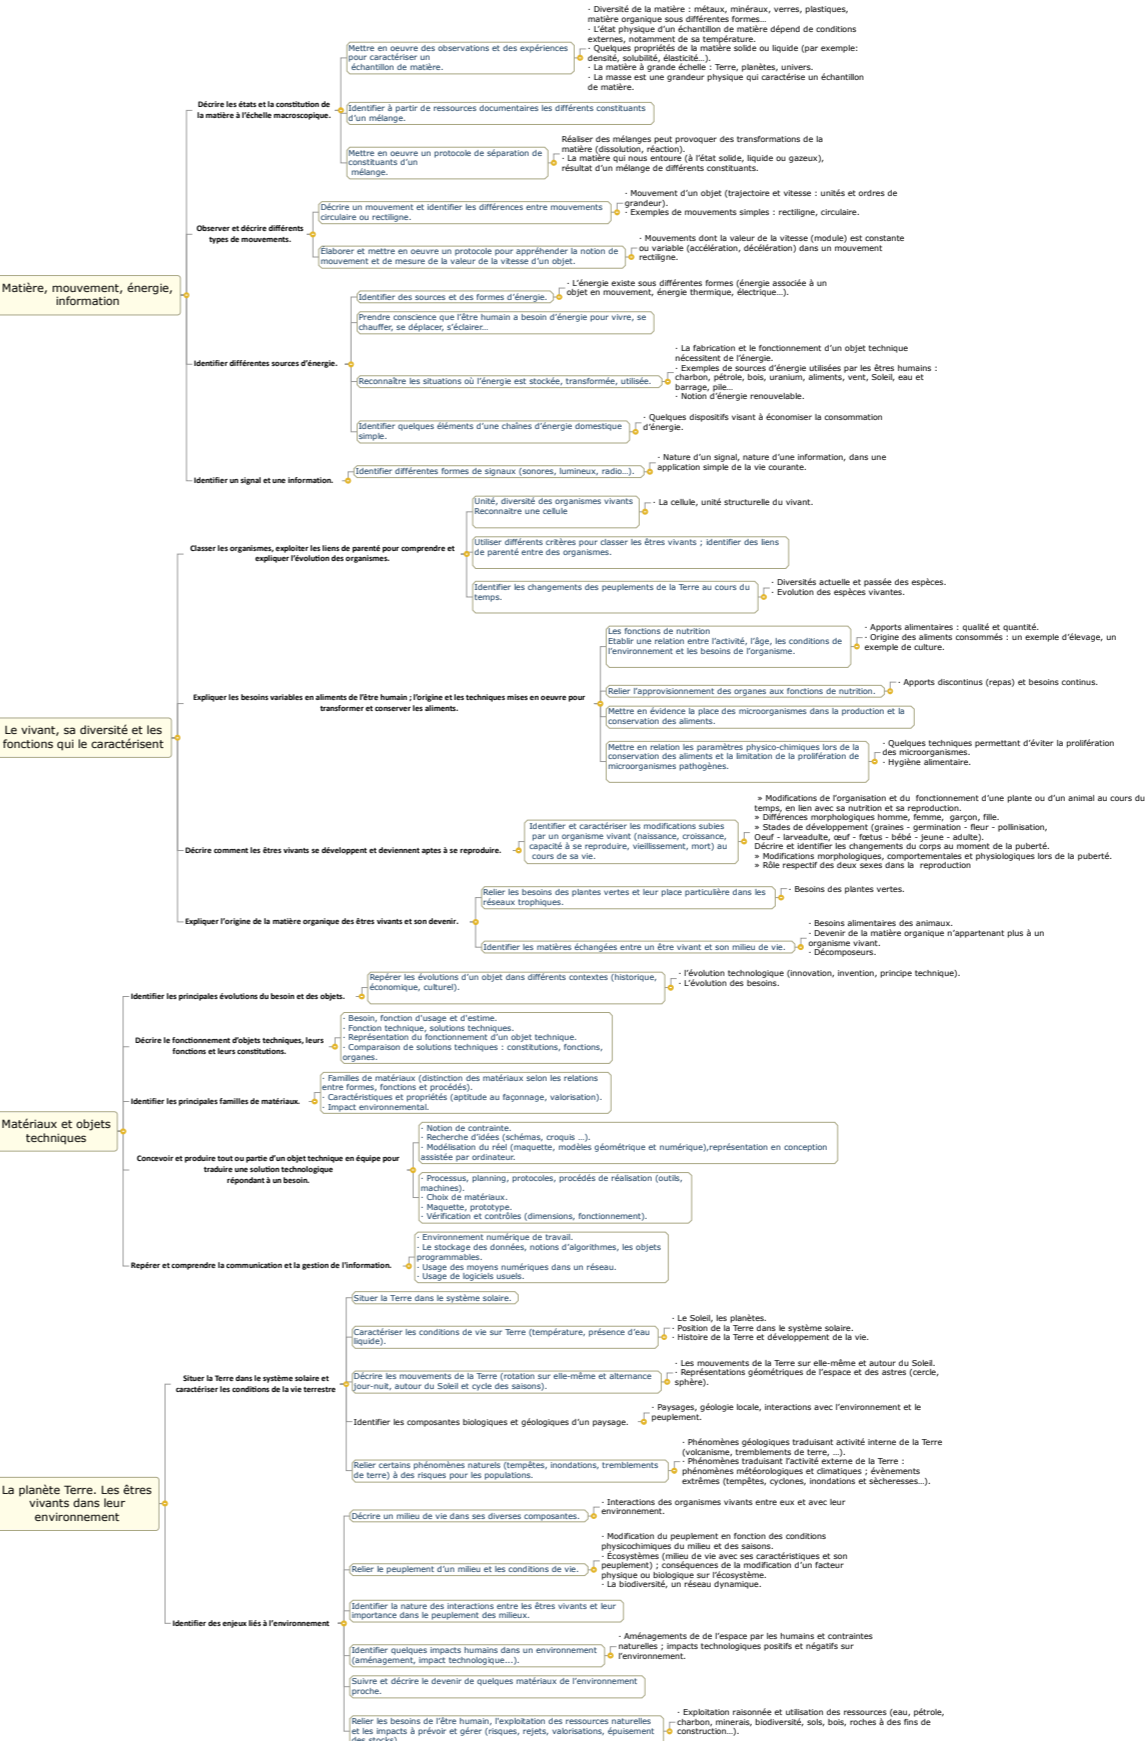 Matière, mouvement, énergie,
information
Décrire les états et la constitution de
la matière à l'échelle macroscopique.
Mettre en oeuvre des observations et des expériences
pour caractériser un
échantillon de matière.
- Diversité de la matière : métaux, minéraux, verres, plastiques,
matière organique sous différentes formes…
- L'état physique d'un échantillon de matière dépend de conditions
externes, notamment de sa température.
- Quelques propriétés de la matière solide ou liquide (par exemple:
densité, solubilité, élasticité…).
- La matière à grande échelle : Terre, planètes, univers.
- La masse est une grandeur physique qui caractérise un échantillon
de matière.
Identifier à partir de ressources documentaires les différents constituants
d'un mélange.
Mettre en oeuvre un protocole de séparation de
constituants d'un
mélange.
Réaliser des mélanges peut provoquer des transformations de la
matière (dissolution, réaction).
- La matière qui nous entoure (à l'état solide, liquide ou gazeux),
résultat d'un mélange de différents constituants.
Observer et décrire différents
types de mouvements.
Décrire un mouvement et identifier les différences entre mouvements
circulaire ou rectiligne.
- Mouvement d'un objet (trajectoire et vitesse : unités et ordres de
grandeur).
- Exemples de mouvements simples : rectiligne, circulaire.
Élaborer et mettre en oeuvre un protocole pour appréhender la notion de
mouvement et de mesure de la valeur de la vitesse d'un objet.
- Mouvements dont la valeur de la vitesse (module) est constante
ou variable (accélération, décélération) dans un mouvement
rectiligne.
Identifier différentes sources d'énergie.
Identifier des sources et des formes d'énergie.
- L'énergie existe sous différentes formes (énergie associée à un
objet en mouvement, énergie thermique, électrique…).
Prendre conscience que l'être humain a besoin d'énergie pour vivre, se
chauffer, se déplacer, s'éclairer…
Reconnaître les situations où l'énergie est stockée, transformée, utilisée.
- La fabrication et le fonctionnement d'un objet technique
nécessitent de l'énergie.
- Exemples de sources d'énergie utilisées par les êtres humains :
charbon, pétrole, bois, uranium, aliments, vent, Soleil, eau et
barrage, pile…
- Notion d'énergie renouvelable.
Identifier quelques éléments d'une chaînes d'énergie domestique
simple.
- Quelques dispositifs visant à économiser la consommation
d'énergie.
Identifier un signal et une information.
Identifier différentes formes de signaux (sonores, lumineux, radio…).
- Nature d'un signal, nature d'une information, dans une
application simple de la vie courante.
Le vivant, sa diversité et les
fonctions qui le caractérisent
Classer les organismes, exploiter les liens de parenté pour comprendre et
expliquer l'évolution des organismes.
Unité, diversité des organismes vivants
Reconnaitre une cellule
- La cellule, unité structurelle du vivant.
Utiliser différents critères pour classer les êtres vivants ; identifier des liens
de parenté entre des organismes.
Identifier les changements des peuplements de la Terre au cours du
temps.
- Diversités actuelle et passée des espèces.
- Evolution des espèces vivantes.
Expliquer les besoins variables en aliments de l'être humain ; l'origine et les techniques mises en oeuvre pour
transformer et conserver les aliments.
Les fonctions de nutrition
Etablir une relation entre l'activité, l'âge, les conditions de
l'environnement et les besoins de l'organisme.
- Apports alimentaires : qualité et quantité.
- Origine des aliments consommés : un exemple d'élevage, un
exemple de culture.
Relier l'approvisionnement des organes aux fonctions de nutrition.
- Apports discontinus (repas) et besoins continus.
Mettre en évidence la place des microorganismes dans la production et la
conservation des aliments.
Mettre en relation les paramètres physico-chimiques lors de la
conservation des aliments et la limitation de la prolifération de
microorganismes pathogènes.
- Quelques techniques permettant d'éviter la prolifération
des microorganismes.
- Hygiène alimentaire.
Décrire comment les êtres vivants se développent et deviennent aptes à se reproduire.
Identifier et caractériser les modifications subies
par un organisme vivant (naissance, croissance,
capacité à se reproduire, vieillissement, mort) au
cours de sa vie.
» Modifications de l'organisation et du fonctionnement d'une plante ou d'un animal au cours du
temps, en lien avec sa nutrition et sa reproduction.
» Différences morphologiques homme, femme, garçon, fille.
» Stades de développement (graines - germination - fleur - pollinisation,
Oeuf - larveadulte, œuf - fœtus - bébé - jeune - adulte).
Décrire et identifier les changements du corps au moment de la puberté.
» Modifications morphologiques, comportementales et physiologiques lors de la puberté.
» Rôle respectif des deux sexes dans la reproduction
Expliquer l'origine de la matière organique des êtres vivants et son devenir.
Relier les besoins des plantes vertes et leur place particulière dans les
réseaux trophiques.
- Besoins des plantes vertes.
Identifier les matières échangées entre un être vivant et son milieu de vie.
- Besoins alimentaires des animaux.
- Devenir de la matière organique n'appartenant plus à un
organisme vivant.
- Décomposeurs.
Matériaux et objets
techniques
Identifier les principales évolutions du besoin et des objets.
Repérer les évolutions d'un objet dans différents contextes (historique,
économique, culturel).
- l'évolution technologique (innovation, invention, principe technique).
- L'évolution des besoins.
Décrire le fonctionnement d'objets techniques, leurs
fonctions et leurs constitutions.
- Besoin, fonction d'usage et d'estime.
- Fonction technique, solutions techniques.
- Représentation du fonctionnement d'un objet technique.
- Comparaison de solutions techniques : constitutions, fonctions,
organes.
Identifier les principales familles de matériaux.
- Familles de matériaux (distinction des matériaux selon les relations
entre formes, fonctions et procédés).
- Caractéristiques et propriétés (aptitude au façonnage, valorisation).
- Impact environnemental.
Concevoir et produire tout ou partie d'un objet technique en équipe pour
traduire une solution technologique
répondant à un besoin.
- Notion de contrainte.
- Recherche d'idées (schémas, croquis …).
- Modélisation du réel (maquette, modèles géométrique et numérique),représentation en conception
assistée par ordinateur.
- Processus, planning, protocoles, procédés de réalisation (outils,
machines).
- Choix de matériaux.
- Maquette, prototype.
- Vérification et contrôles (dimensions, fonctionnement).
Repérer et comprendre la communication et la gestion de l'information.
- Environnement numérique de travail.
- Le stockage des données, notions d'algorithmes, les objets
programmables.
- Usage des moyens numériques dans un réseau.
- Usage de logiciels usuels.
La planète Terre. Les êtres
vivants dans leur
environnement
Situer la Terre dans le système solaire et
caractériser les conditions de la vie terrestre
Situer la Terre dans le système solaire.
Caractériser les conditions de vie sur Terre (température, présence d'eau
liquide).
- Le Soleil, les planètes.
- Position de la Terre dans le système solaire.
- Histoire de la Terre et développement de la vie.
Décrire les mouvements de la Terre (rotation sur elle-même et alternance
jour-nuit, autour du Soleil et cycle des saisons).
- Les mouvements de la Terre sur elle-même et autour du Soleil.
- Représentations géométriques de l'espace et des astres (cercle,
sphère).
Identifier les composantes biologiques et géologiques d'un paysage.
- Paysages, géologie locale, interactions avec l'environnement et le
peuplement.
Relier certains phénomènes naturels (tempêtes, inondations, tremblements
de terre) à des risques pour les populations.
- Phénomènes géologiques traduisant activité interne de la Terre
(volcanisme, tremblements de terre, …).
- Phénomènes traduisant l'activité externe de la Terre :
phénomènes météorologiques et climatiques ; évènements
extrêmes (tempêtes, cyclones, inondations et sècheresses…).
Identifier des enjeux liés à l'environnement
Décrire un milieu de vie dans ses diverses composantes.
- Interactions des organismes vivants entre eux et avec leur
environnement.
Relier le peuplement d'un milieu et les conditions de vie.
- Modification du peuplement en fonction des conditions
physicochimiques du milieu et des saisons.
- Écosystèmes (milieu de vie avec ses caractéristiques et son
peuplement) ; conséquences de la modification d'un facteur
physique ou biologique sur l'écosystème.
- La biodiversité, un réseau dynamique.
Identifier la nature des interactions entre les êtres vivants et leur
importance dans le peuplement des milieux.
Identifier quelques impacts humains dans un environnement
(aménagement, impact technologique...).
- Aménagements de de l'espace par les humains et contraintes
naturelles ; impacts technologiques positifs et négatifs sur
l'environnement.
Suivre et décrire le devenir de quelques matériaux de l'environnement
proche.
Relier les besoins de l'être humain, l'exploitation des ressources naturelles
et les impacts à prévoir et gérer (risques, rejets, valorisations, épuisement
des stocks).
- Exploitation raisonnée et utilisation des ressources (eau, pétrole,
charbon, minerais, biodiversité, sols, bois, roches à des fins de
construction…).